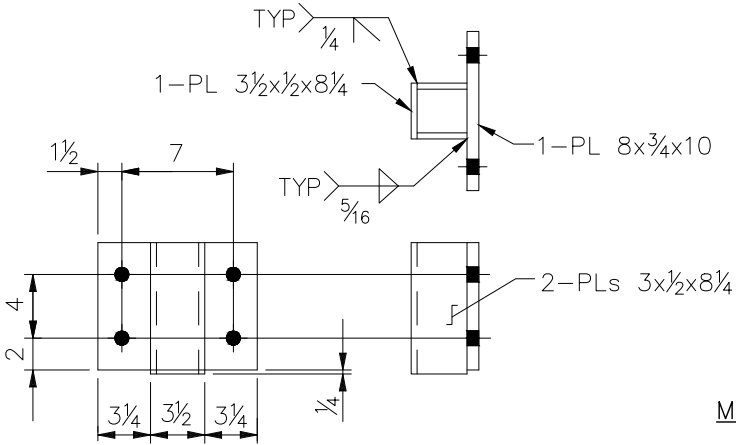 TYP 1/4
1-PL 3½x½x8¼
1-PL 8x¾x10
1½
7
TYP 5/16
2-PLs 3x½x8¼
4
2
¼
3¼
3½
3¼
M